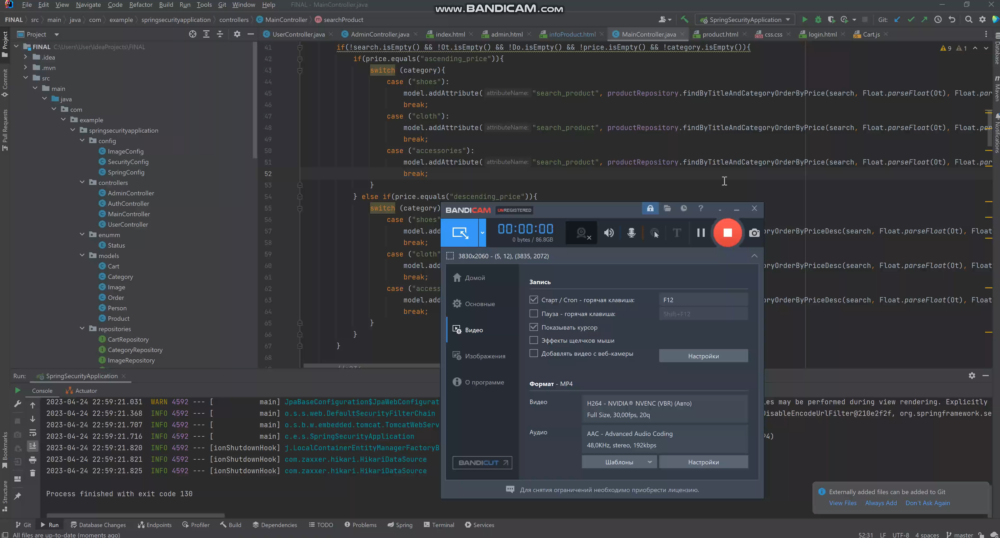 File Edit View Navigate Code Refactor Build Run Tools Git Window Help FINAL - MainController.java
www.BANDICAM.com
FINAL src main java com example springsecurityapplication controllers MainController searchProduct
SpringSecurityApplication Git:
Project
UserController.java AdminController.java index.html admin.html infoProduct.html MainController.java product.html css.css login.html Cart.js
FINAL C:\Users\User\IdeaProjects\FINAL
.idea
.mvn
src
main
java
com
example
springsecurityapplication
config
ImageConfig
SecurityConfig
SpringConfig
controllers
AdminController
AuthController
MainController
UserController
enumm
Status
models
Cart
Category
Image
Order
Person
Product
repositories
CartRepository
CategoryRepository
ImageRepository
Project
Commit
Pull Requests
Bookmarks
Structure
Database
Maven
Notifications
9 1
41 if(!search.isEmpty() && !Ot.isEmpty() && !Do.isEmpty() && !price.isEmpty() && !category.isEmpty()){
42 if(price.equals("ascending_price")){
43 switch (category){
44 case ("shoes"):
45 model.addAttribute( attributeName: "search_product", productRepository.findByTitleAndCategoryOrderByPrice(search, Float.parseFloat(Ot), Float.par
46 break;
47 case ("cloth"):
48 model.addAttribute( attributeName: "search_product", productRepository.findByTitleAndCategoryOrderByPrice(search, Float.parseFloat(Ot), Float.par
49 break;
50 case ("accessories"):
51 model.addAttribute( attributeName: "search_product", productRepository.findByTitleAndCategoryOrderByPrice(search, Float.parseFloat(Ot), Float.par
52 break;
53 }
54 } else if(price.equals("descending_price")){
55 switch (category)
56 case ("shoes"
57 model.add ryOrderByPriceDesc(search, Float.parseFloat(Ot), Float
58 break;
59 case ("cloth"
60 model.add ryOrderByPriceDesc(search, Float.parseFloat(Ot), Float
61 break;
62 case ("access
63 model.add ryOrderByPriceDesc(search, Float.parseFloat(Ot), Float
64 break;
65 }
66 }
67 }
68
BANDICAM UNREGISTERED
00:00:00
0 bytes / 86.8GB
3830x2060 - (5, 12), (3835, 2072)
Домой
Основные
Видео
Изображения
О программе
BANDICUT
Запись
Старт / Стоп - горячая клавиша: F12
Пауза - горячая клавиша: Shift+F12
Показывать курсор
Эффекты щелчков мыши
Добавлять видео с веб-камеры Настройки
Формат - MP4
Видео H264 - NVIDIA® NVENC (VBR) (Авто)
Full Size, 30,00fps, 20q
Аудио AAC - Advanced Audio Coding
48,0KHz, stereo, 192kbps
Шаблоны Настройки
Для снятия ограничений необходимо приобрести лицензию.
Run: SpringSecurityApplication
Console Actuator
2023-04-24 22:59:21.031 WARN 4592 --- [ main] JpaBaseConfiguration$JpaWebConfigurat es may be performed during view rendering. Explicitly
2023-04-24 22:59:21.368 INFO 4592 --- [ main] o.s.s.web.DefaultSecurityFilterChain isableEncodeUrlFilter@210e2f2f, org.springframework.se
2023-04-24 22:59:21.707 INFO 4592 --- [ main] o.s.b.w.embedded.tomcat.TomcatWebServ
2023-04-24 22:59:21.716 INFO 4592 --- [ main] c.e.s.SpringSecurityApplication 4)
2023-04-24 22:59:21.820 INFO 4592 --- [ionShutdownHook] j.LocalContainerEntityManagerFactoryB
2023-04-24 22:59:21.821 INFO 4592 --- [ionShutdownHook] com.zaxxer.hikari.HikariDataSource
2023-04-24 22:59:21.825 INFO 4592 --- [ionShutdownHook] com.zaxxer.hikari.HikariDataSource
Process finished with exit code 130
Externally added files can be added to Git
View Files Always Add Don't Ask Again
Git Run Database Changes Endpoints Profiler Build Dependencies TODO Problems Spring Terminal Services
All files are up-to-date (moments ago) 52:31 LF UTF-8 4 spaces master